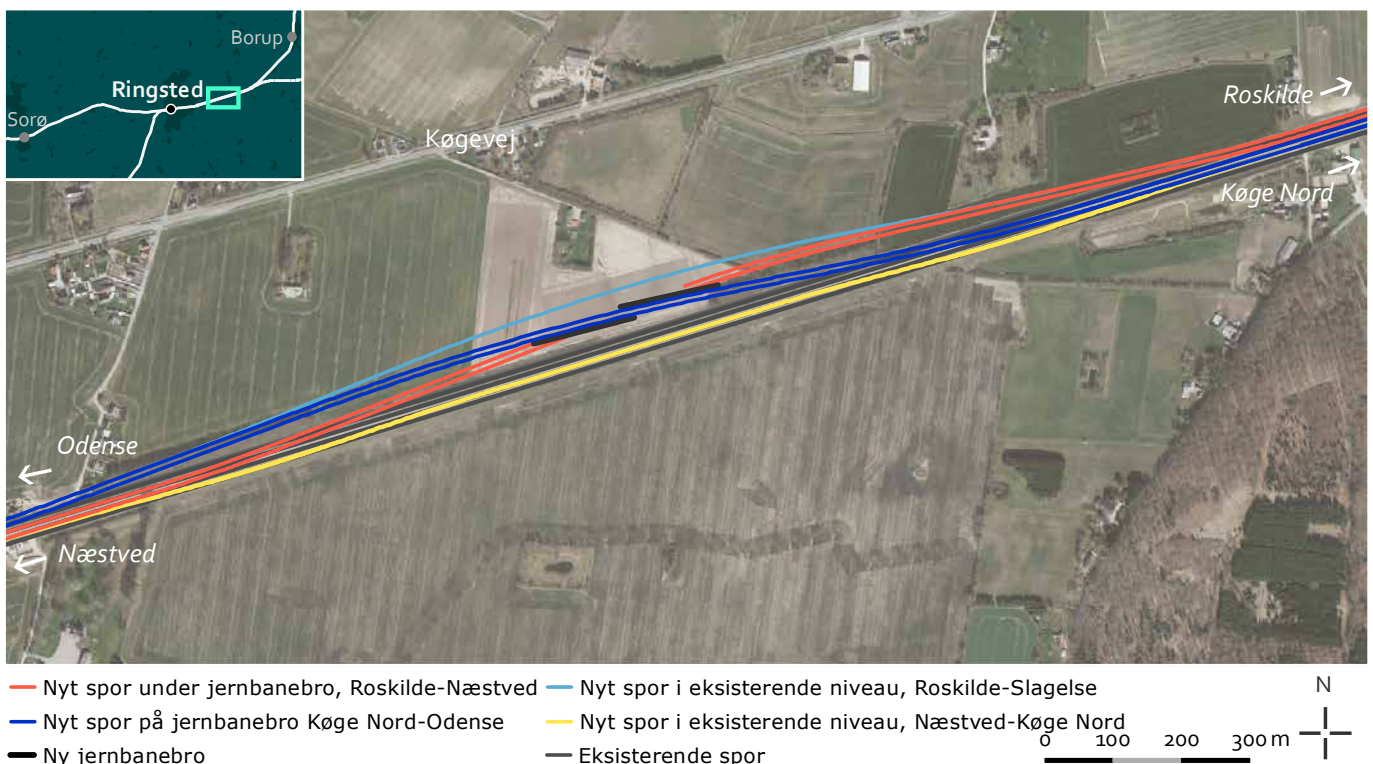 Borup
Ringsted
Sorø
Køgevej
Roskilde
Køge Nord
Odense
Næstved
Nyt spor under jernbanebro, Roskilde-Næstved
Nyt spor på jernbanebro Køge Nord-Odense
Ny jernbanebro
Nyt spor i eksisterende niveau, Roskilde-Slagelse
Nyt spor i eksisterende niveau, Næstved-Køge Nord
Eksisterende spor
N
0 100 200 300 m